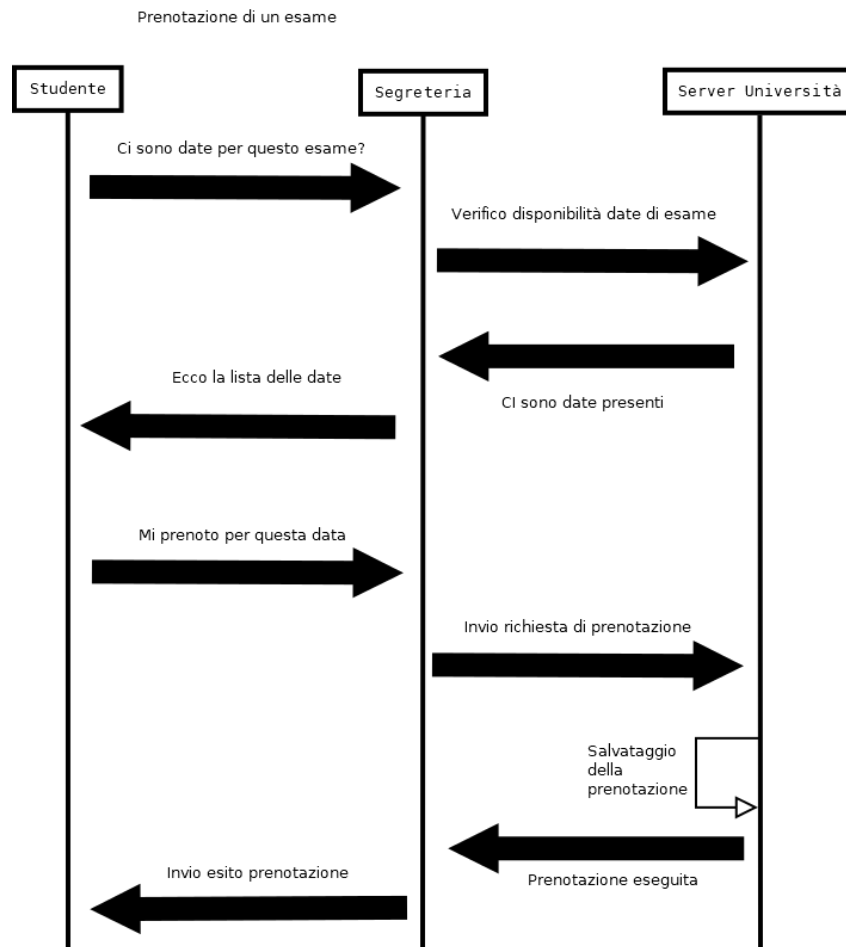 Prenotazione di un esame
Studente
Segreteria
Server Università
Ci sono date per questo esame?
Verifico disponibilità date di esame
Ecco la lista delle date
CI sono date presenti
Mi prenoto per questa data
Invio richiesta di prenotazione
Salvataggio
della
prenotazione
Invio esito prenotazione
Prenotazione eseguita